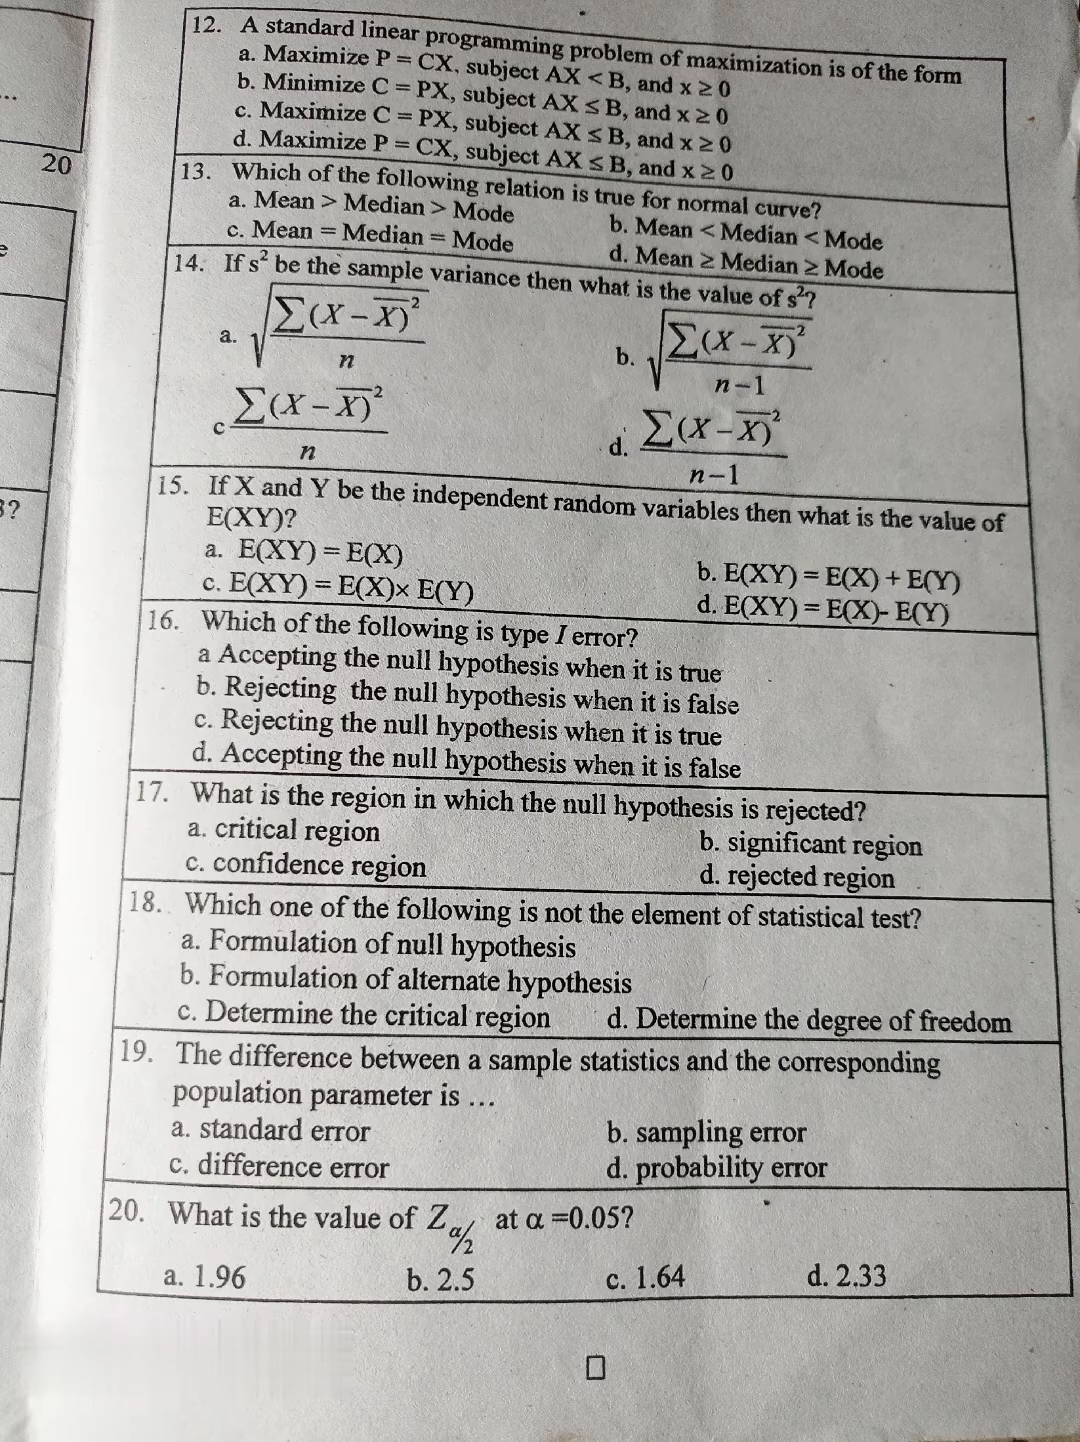 ...
20
e
3?
12. A standard linear programming problem of maximization is of the form
a. Maximize P = CX, subject AX < B, and x ≥ 0
b. Minimize C = PX, subject AX ≤ B, and x ≥ 0
c. Maximize C = PX, subject AX ≤ B, and x ≥ 0
d. Maximize P = CX, subject AX ≤ B, and x ≥ 0
13. Which of the following relation is true for normal curve?
a. Mean > Median > Mode b. Mean < Median < Mode
c. Mean = Median = Mode d. Mean ≥ Median ≥ Mode
14. If s² be the sample variance then what is the value of s²?
a. √(∑(X − X̅)² / n) b. √(∑(X − X̅)² / n−1)
c ∑(X − X̅)² / n d. ∑(X − X̅)² / n−1
15. If X and Y be the independent random variables then what is the value of
E(XY)?
a. E(XY) = E(X) b. E(XY) = E(X) + E(Y)
c. E(XY) = E(X)× E(Y) d. E(XY) = E(X)- E(Y)
16. Which of the following is type I error?
a Accepting the null hypothesis when it is true
b. Rejecting the null hypothesis when it is false
c. Rejecting the null hypothesis when it is true
d. Accepting the null hypothesis when it is false
17. What is the region in which the null hypothesis is rejected?
a. critical region b. significant region
c. confidence region d. rejected region
18. Which one of the following is not the element of statistical test?
a. Formulation of null hypothesis
b. Formulation of alternate hypothesis
c. Determine the critical region d. Determine the degree of freedom
19. The difference between a sample statistics and the corresponding
population parameter is ...
a. standard error b. sampling error
c. difference error d. probability error
20. What is the value of Z α/2 at α =0.05?
a. 1.96 b. 2.5 c. 1.64 d. 2.33